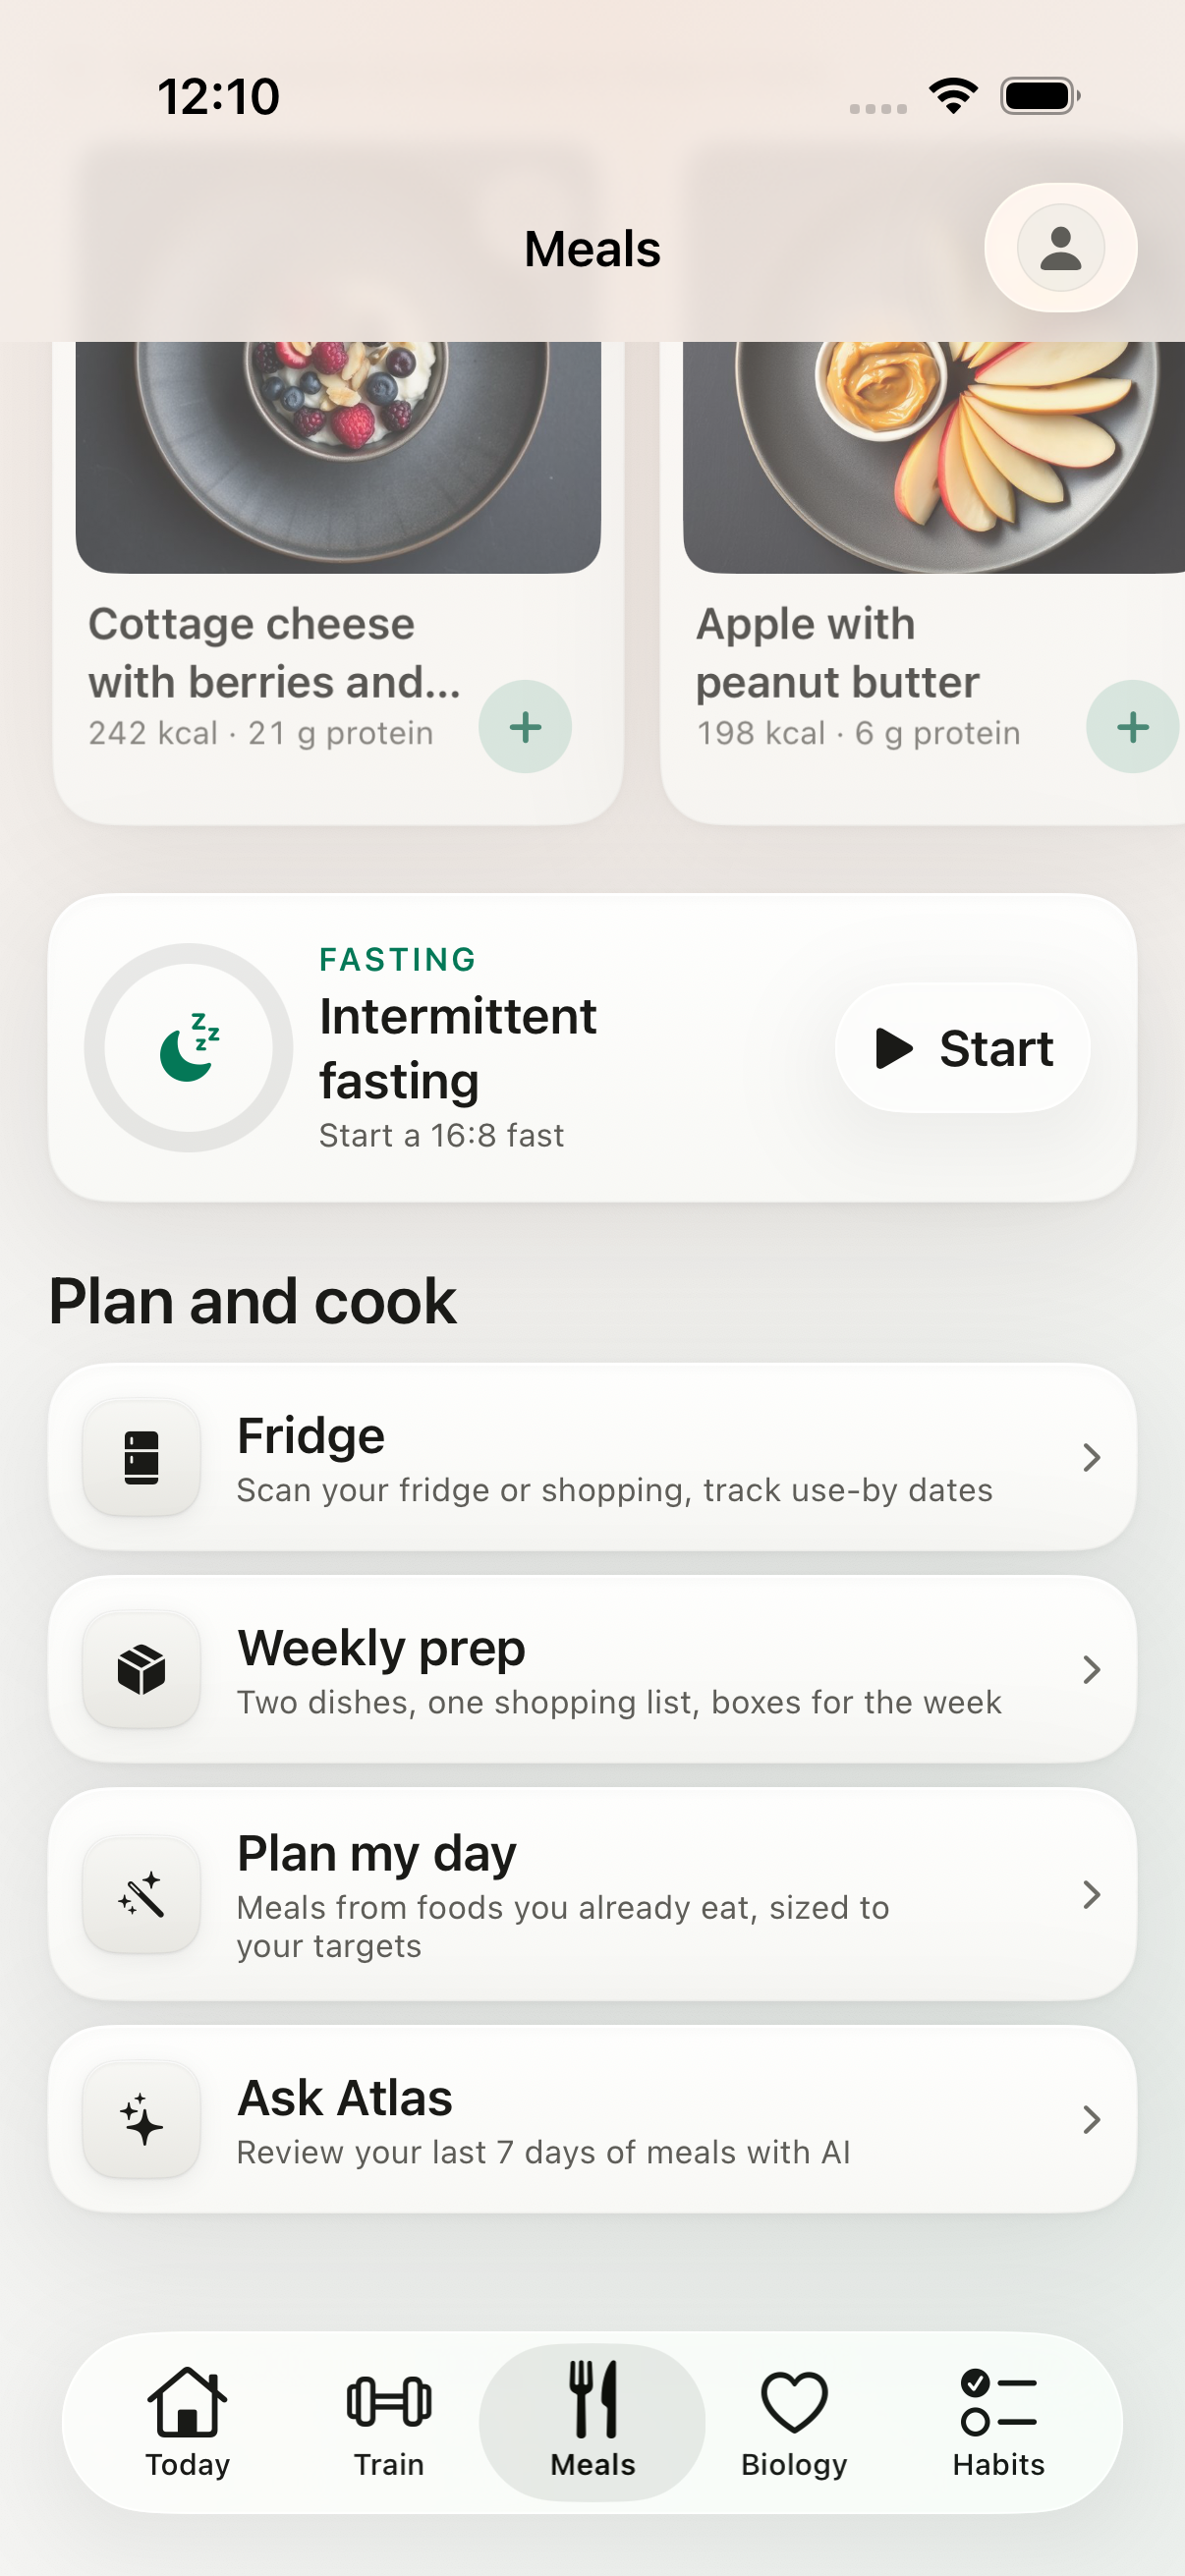 12:10
Meals
Cottage cheese
with berries and...
242 kcal · 21 g protein
Apple with
peanut butter
198 kcal · 6 g protein
FASTING
Intermittent
fasting
Start a 16:8 fast
Start
Plan and cook
Fridge
Scan your fridge or shopping, track use-by dates
Weekly prep
Two dishes, one shopping list, boxes for the week
Plan my day
Meals from foods you already eat, sized to
your targets
Ask Atlas
Review your last 7 days of meals with AI
Today
Train
Meals
Biology
Habits